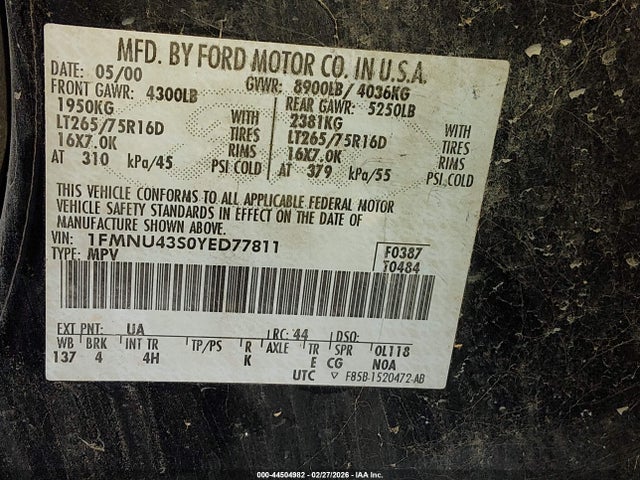 MFD. BY FORD MOTOR CO. IN U.S.A.
DATE: 05/00 GVWR: 8900LB/ 4036KG
FRONT GAWR: 4300LB REAR GAWR: 5250LB
1950KG WITH 2381KG WITH
LT265/75R16D TIRES LT265/75R16D TIRES
16X7.0K RIMS 16X7.0K RIMS
AT 310 kPa/45 PSI COLD AT 379 kPa/55 PSI COLD
THIS VEHICLE CONFORMS TO ALL APPLICABLE FEDERAL MOTOR
VEHICLE SAFETY STANDARDS IN EFFECT ON THE DATE OF
MANUFACTURE SHOWN ABOVE.
VIN: 1FMNU43S0YED77811 F0387
TYPE: MPV T0484
EXT PNT: UA RC: 44 DSO:
WB BRK INT TR TP/PS R AXLE TR SPR OL118
137 4 4H K E CG N0A
UTC ▽ F85B-1520472-AB
000-44504982 - 02/27/2026 - IAA Inc.